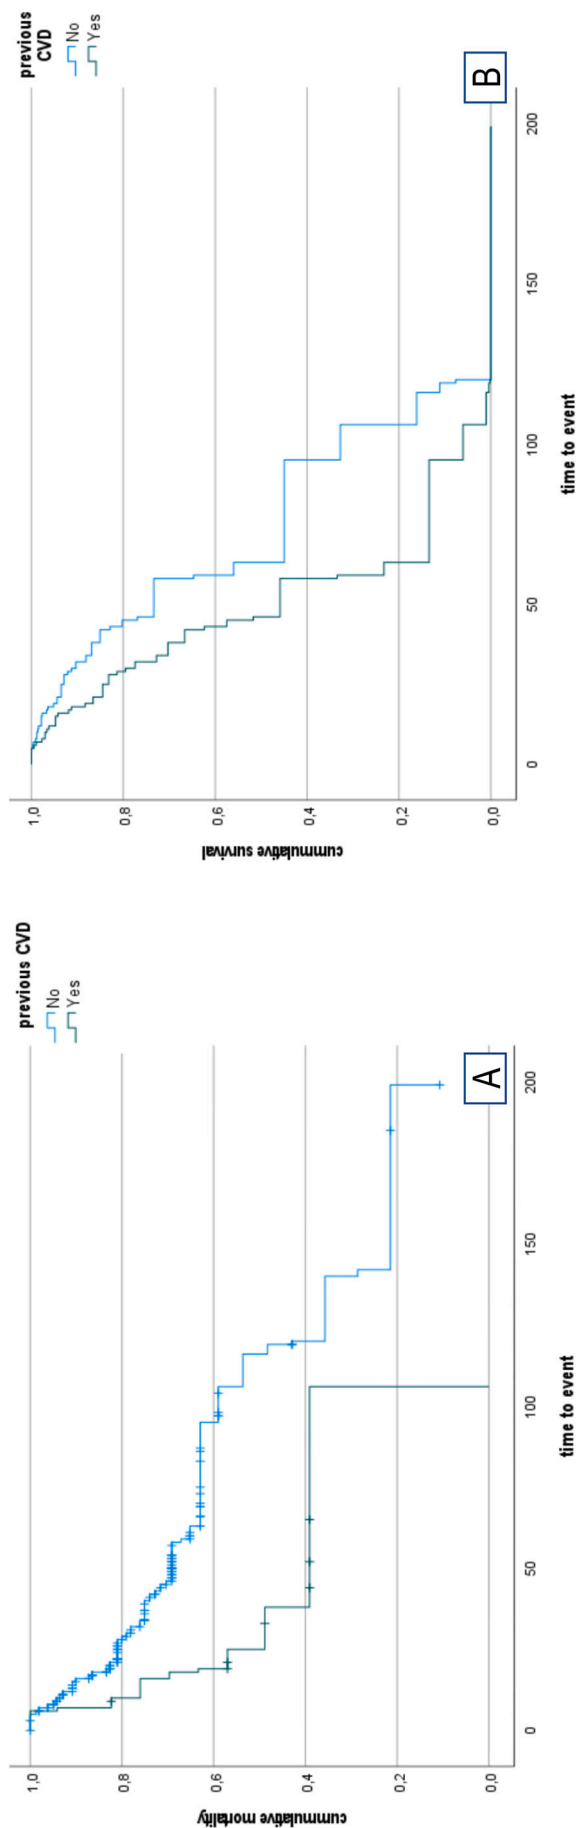 previous CVD
No
Yes
cummulative mortality
1,0
0,8
0,6
0,4
0,2
0,0
0
50
100
150
200
time to event
A
previous
CVD
No
Yes
cummulative survival
1,0
0,8
0,6
0,4
0,2
0,0
0
50
100
150
200
time to event
B